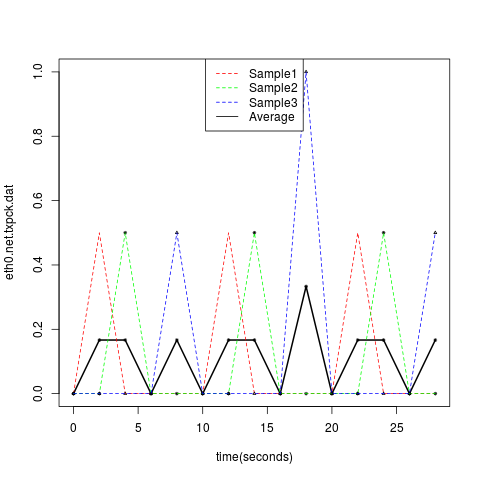 Sample1
Sample2
Sample3
Average
1.0
0.8
0.6
0.4
0.2
0.0
eth0.net:txpck.dat
0 5 10 15 20 25
time(seconds)